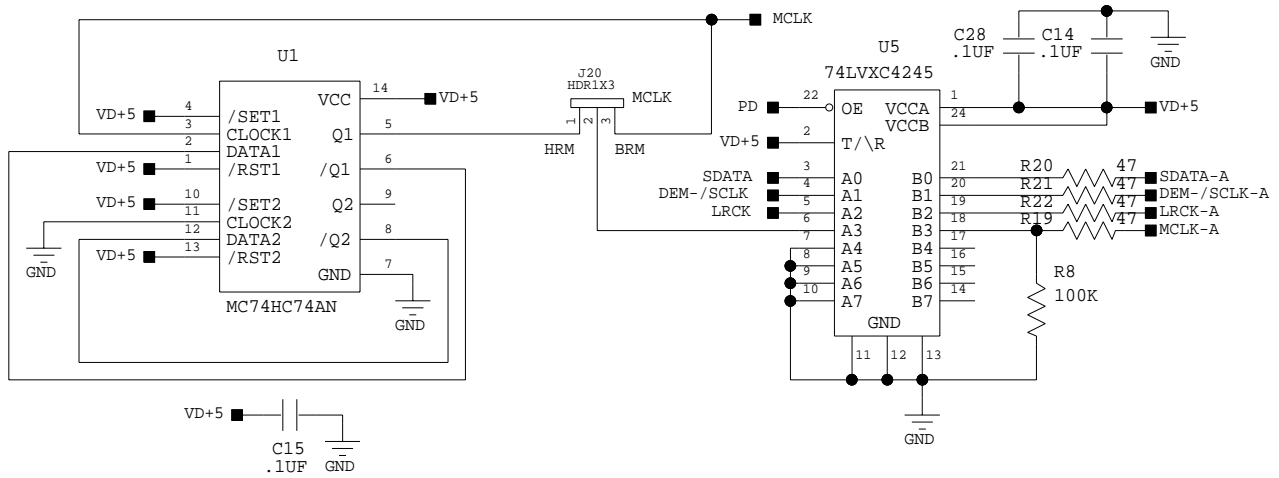 MCLK
U1
J20
HDR1X3
MCLK
HRM
BRM
VD+5
4
/SET1
3
CLOCK1
2
DATA1
VD+5
1
/RST1
VD+5
10
/SET2
11
CLOCK2
12
DATA2
VD+5
13
/RST2
GND
VCC
14
VD+5
Q1
5
/Q1
6
Q2
9
/Q2
8
GND
7
GND
MC74HC74AN
1
2
3
VD+5
C15
.1UF
GND
U5
74LVXC4245
C28
.1UF
C14
.1UF
GND
PD
22
OE
VCCA
1
VD+5
VCCB
24
VD+5
2
T/\R
SDATA
3
A0
DEM-/SCLK
4
A1
LRCK
5
A2
6
A3
7
A4
8
A5
9
A6
10
A7
B0
21
R20
47
SDATA-A
B1
20
R21
47
DEM-/SCLK-A
B2
19
R22
47
LRCK-A
B3
18
R19
47
MCLK-A
B4
17
B5
16
B6
15
B7
14
R8
100K
GND
11
12
13
GND